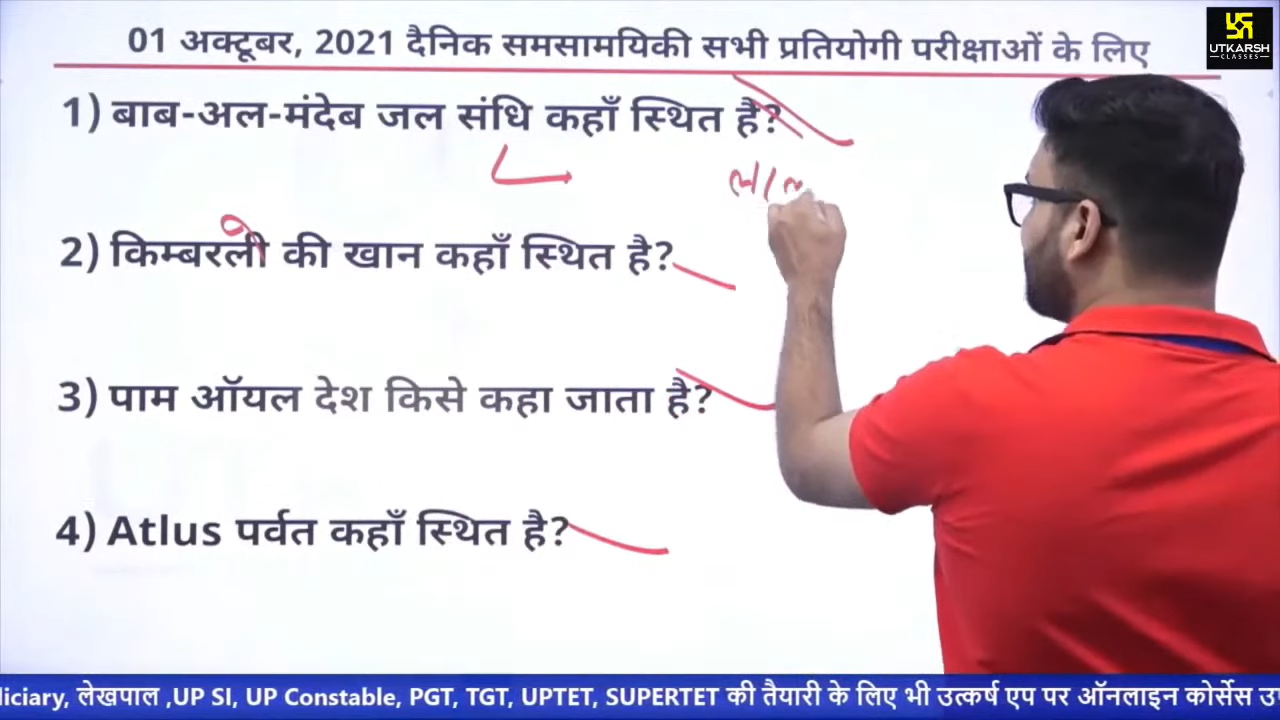 01 अक्टूबर, 2021 दैनिक समसामयिकी सभी प्रतियोगी परीक्षाओं के लिए
UTKARSH
CLASSES
1) बाब-अल-मंदेब जल संधि कहाँ स्थित है?
2) किम्बरली की खान कहाँ स्थित है?
3) पाम ऑयल देश किसे कहा जाता है?
4) Atlus पर्वत कहाँ स्थित है?
liciary, लेखपाल ,UP SI, UP Constable, PGT, TGT, UPTET, SUPERTET की तैयारी के लिए भी उत्कर्ष एप पर ऑनलाइन कोर्सेस